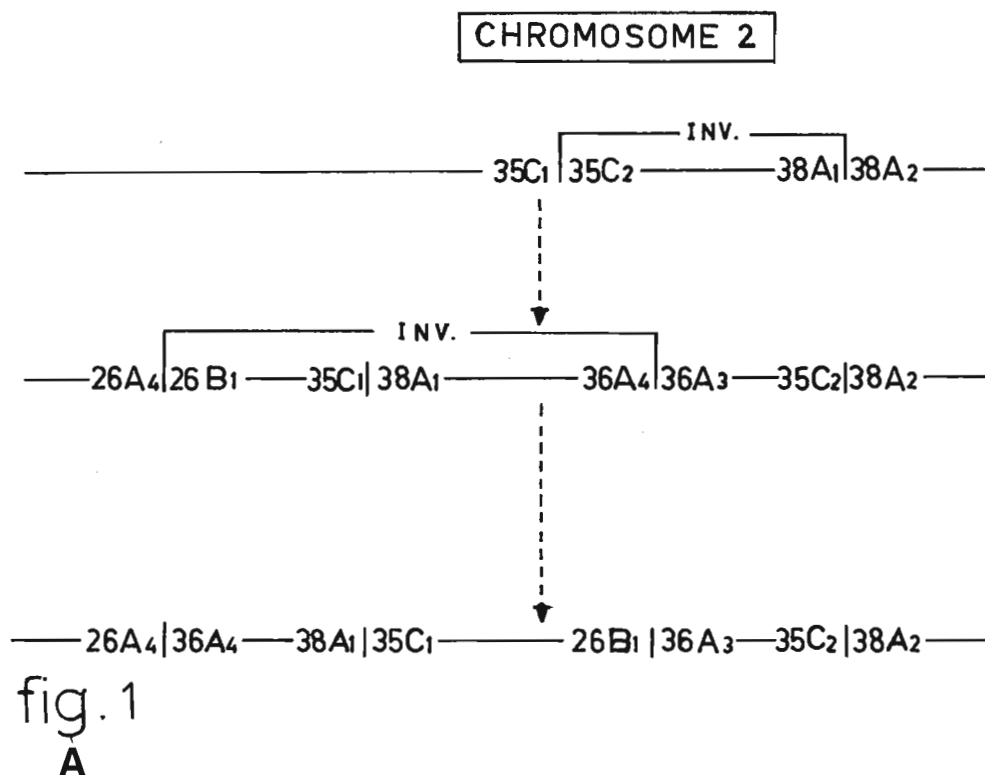 CHROMOSOME 2
INV.
35C1 | 35C2 38A1 | 38A2
INV.
26A4 | 26B1 35C1 | 38A1 36A4 | 36A3 35C2 | 38A2
26A4 | 36A4 38A1 | 35C1 26B1 | 36A3 35C2 | 38A2
fig. 1
A